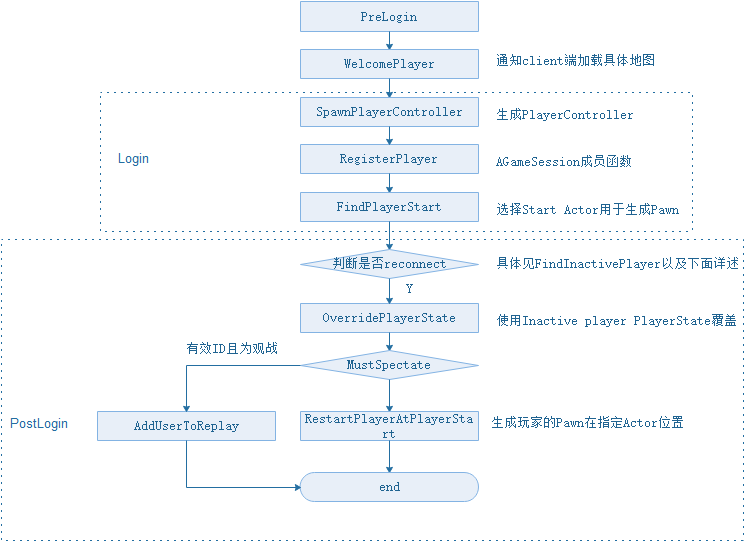 PreLogin
WelcomePlayer
通知client端加载具体地图
SpawnPlayerController
生成PlayerController
Login
RegisterPlayer
AGameSession成员函数
FindPlayerStart
选择Start Actor用于生成Pawn
判断是否reconnect
具体见FindInactivePlayer以及下面详述
Y
OverridePlayerState
使用Inactive player PlayerState覆盖
有效ID且为观战
MustSpectate
PostLogin
AddUserToReplay
RestartPlayerAtPlayerSta
rt
生成玩家的Pawn在指定Actor位置
end